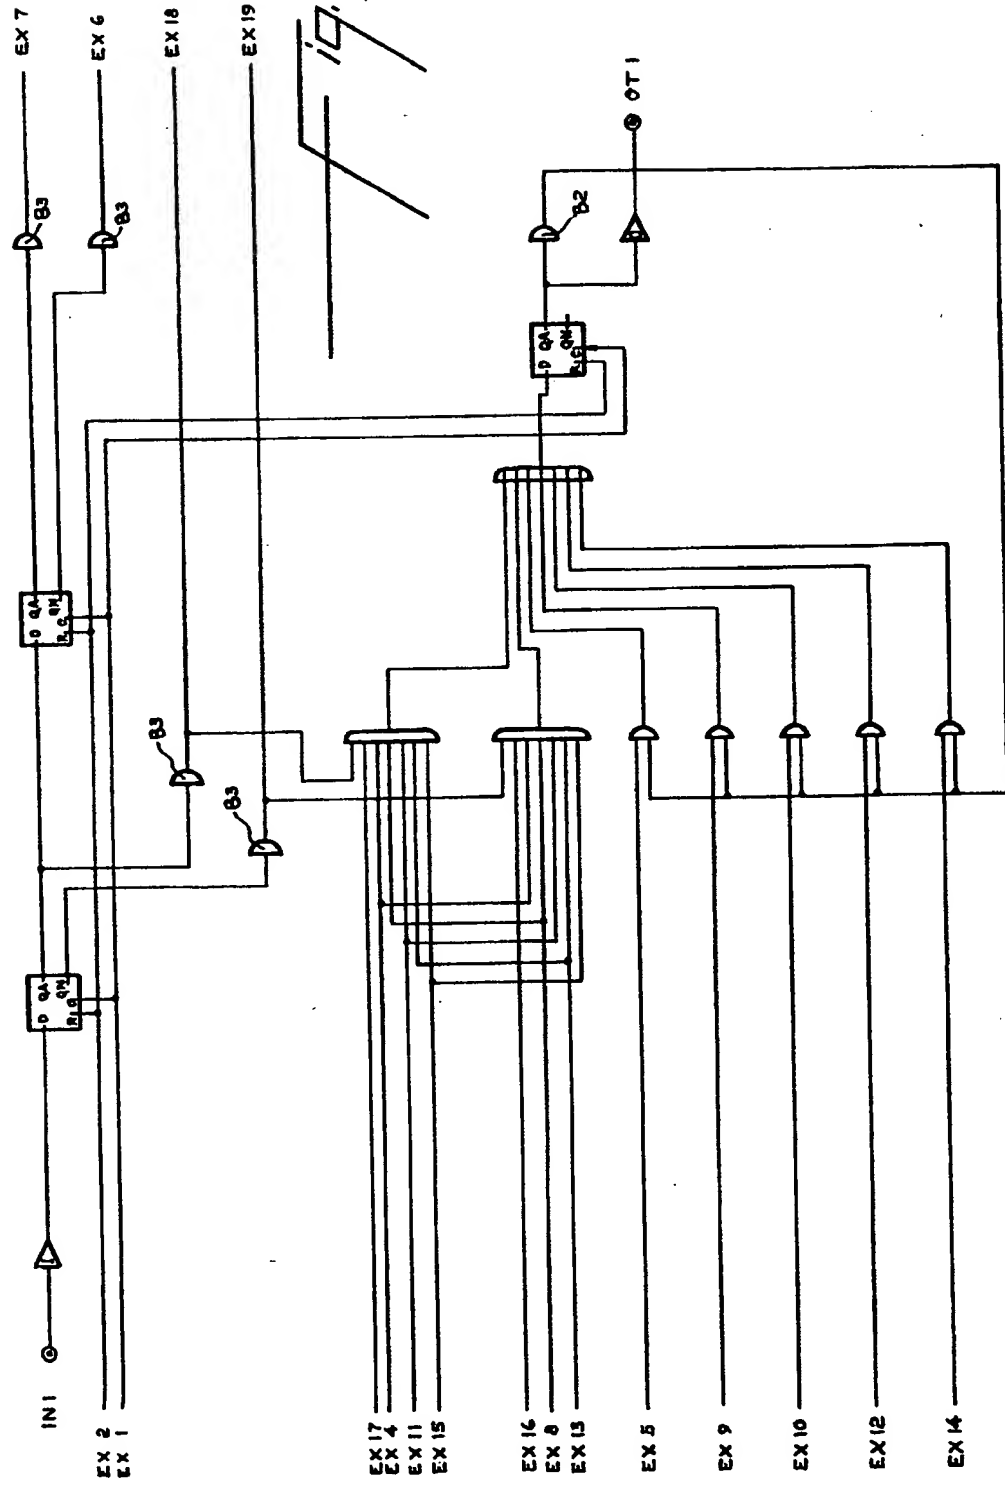 EX 7
EX 6
EX 18
EX 19
Fig.
B3
B3
D QA
QN
R C
B3
B3
D QA
QN
R C
IN 1
EX 2
EX 1
D QA
QN
R C
B2
OT 1
EX 17
EX 4
EX 11
EX 15
EX 16
EX 8
EX 13
EX 5
EX 9
EX 10
EX 12
EX 14